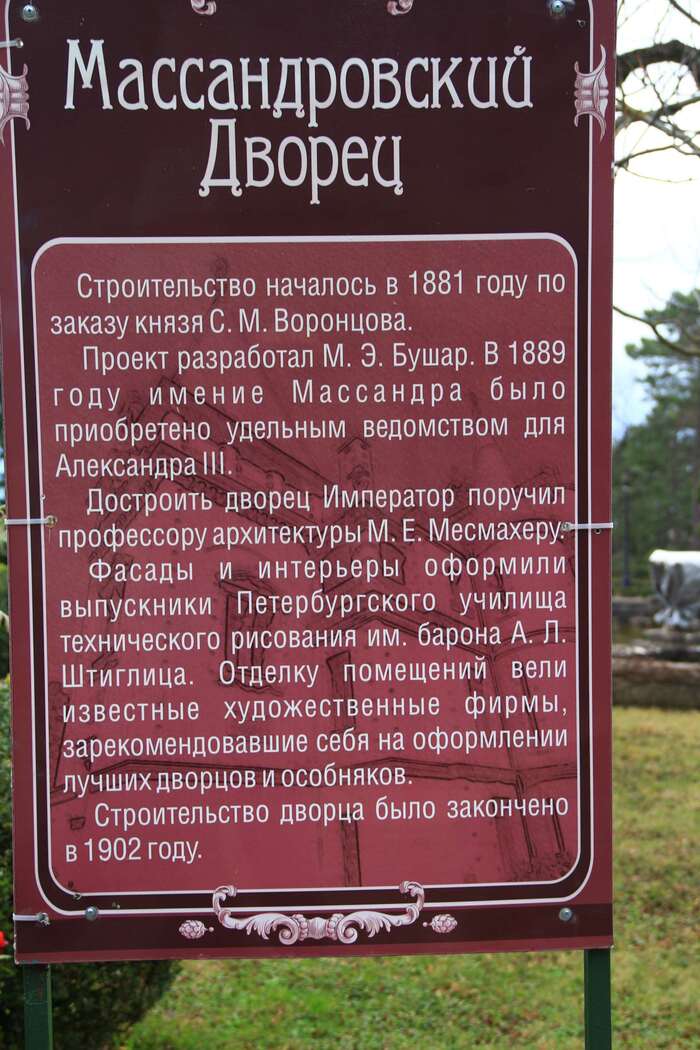 Массандровский
Дворец
Строительство началось в 1881 году по
заказу князя С. М. Воронцова.
Проект разработал М. Э. Бушар. В 1889
году имение Массандра было
приобретено удельным ведомством для
Александра III.
Достроить дворец Император поручил
профессору архитектуры М. Е. Месмахеру.
Фасады и интерьеры оформили
выпускники Петербургского училища
технического рисования им. барона А. Л.
Штиглица. Отделку помещений вели
известные художественные фирмы,
зарекомендовавшие себя на оформлении
лучших дворцов и особняков.
Строительство дворца было закончено
в 1902 году.